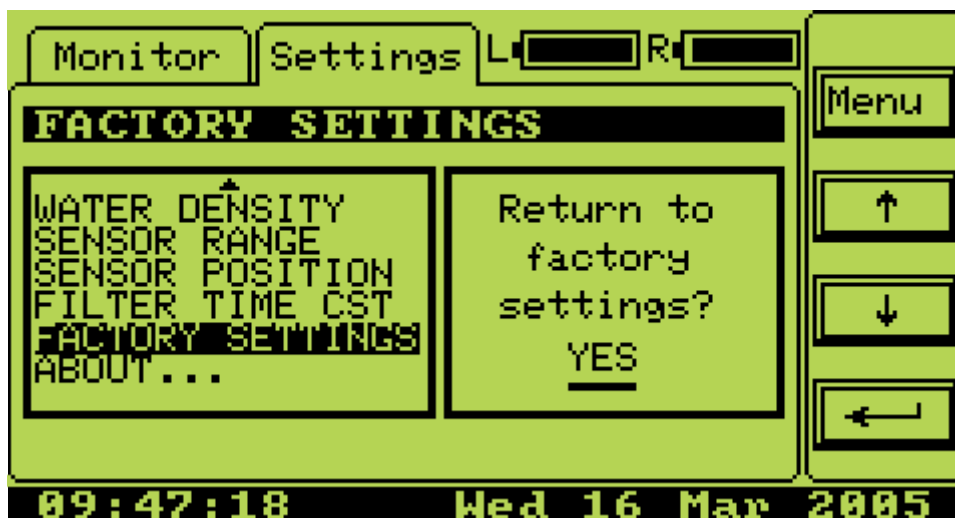 Monitor Settings L R
Menu
FACTORY SETTINGS
WATER DENSITY
SENSOR RANGE
SENSOR POSITION
FILTER TIME CST
FACTORY SETTINGS
ABOUT...
Return to
factory
settings?
YES
09:47:18 Wed 16 Mar 2005